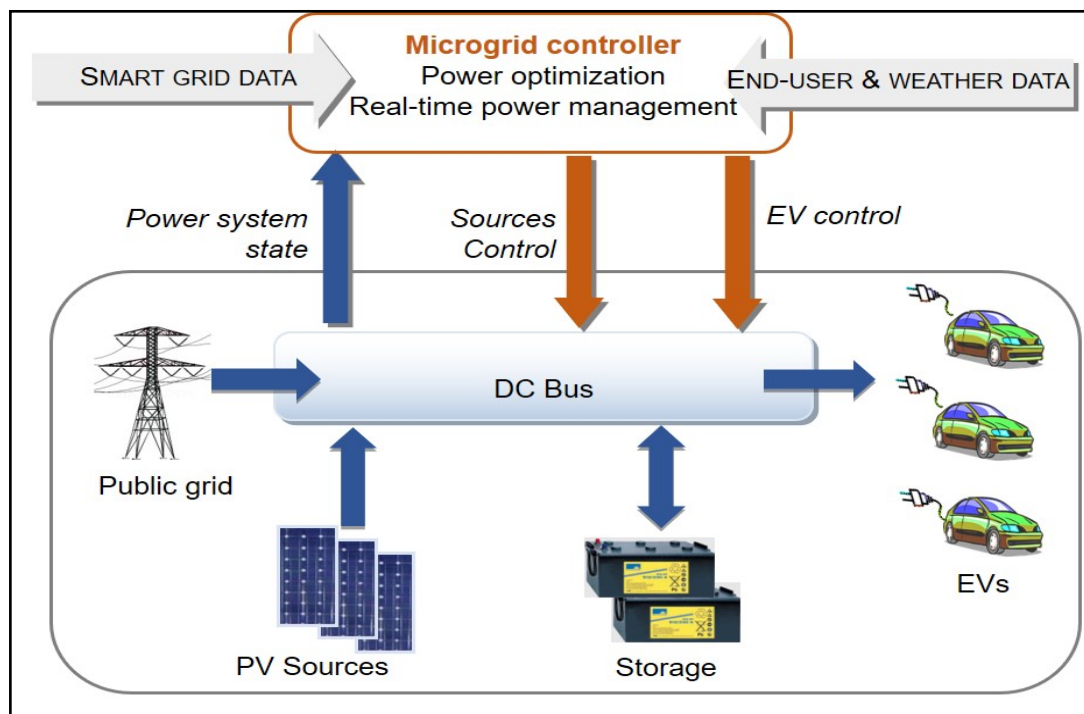 Microgrid controller
Power optimization
Real-time power management
SMART GRID DATA
END-USER & WEATHER DATA
Power system
state
Sources
Control
EV control
Public grid
DC Bus
PV Sources
Storage
EVs